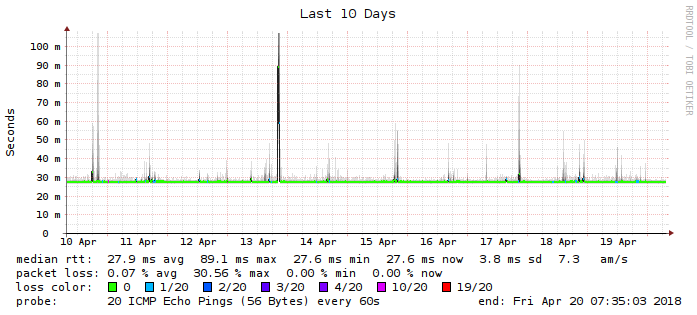 Last 10 Days
RRDTOOL / TOBI OETIKER
Seconds
100 m
90 m
80 m
70 m
60 m
50 m
40 m
30 m
20 m
10 m
0
10 Apr 11 Apr 12 Apr 13 Apr 14 Apr 15 Apr 16 Apr 17 Apr 18 Apr 19 Apr
median rtt: 27.9 ms avg 89.1 ms max 27.6 ms min 27.6 ms now 3.8 ms sd 7.3 am/s
packet loss: 0.07 % avg 30.56 % max 0.00 % min 0.00 % now
loss color: 0 1/20 2/20 3/20 4/20 10/20 19/20
probe: 20 ICMP Echo Pings (56 Bytes) every 60s end: Fri Apr 20 07:35:03 2018